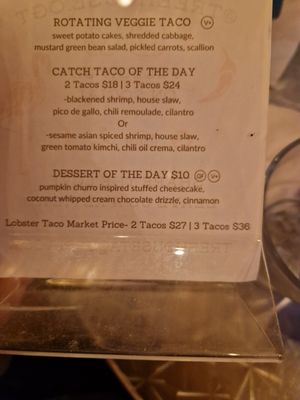 ROTATING VEGGIE TACO V+
sweet potato cakes, shredded cabbage,
mustard green bean salad, pickled carrots, scallion
CATCH TACO OF THE DAY
2 Tacos $18 | 3 Tacos $24
-blackened shrimp, house slaw,
pico de gallo, chili remoulade, cilantro
Or
-sesame asian spiced shrimp, house slaw,
green tomato kimchi, chili oil crema, cilantro
DESSERT OF THE DAY $10 GF V+
pumpkin churro inspired stuffed cheesecake,
coconut whipped cream chocolate drizzle, cinnamon
Lobster Taco Market Price- 2 Tacos $27 | 3 Tacos $36